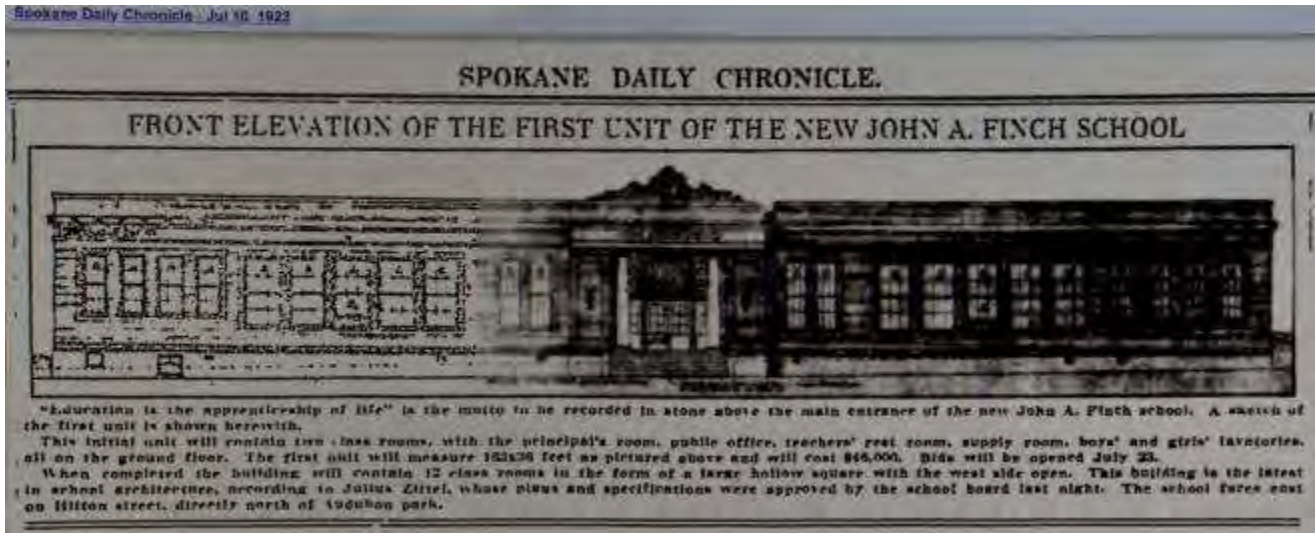 Spokane Daily Chronicle - Jul 10, 1923
SPOKANE DAILY CHRONICLE.
FRONT ELEVATION OF THE FIRST UNIT OF THE NEW JOHN A. FINCH SCHOOL
"Education is the apprenticeship of life" is the motto to be recorded in stone above the main entrance of the new John A. Finch school. A sketch of
the first unit is shown herewith.
This initial unit will contain two class rooms, with the principal's room, public office, teachers' rest room, supply room, boys' and girls' lavatories,
all on the ground floor. The first unit will measure feet as pictured above and will cost Bids will be opened July 23.
When completed the building will contain 12 class rooms in the form of a large hollow square with the west side open. This building is the latest
in school architecture, according to Julius Zittel, whose plans and specifications were approved by the school board last night. The school faces east
on Milton street, directly north of Audubon park.